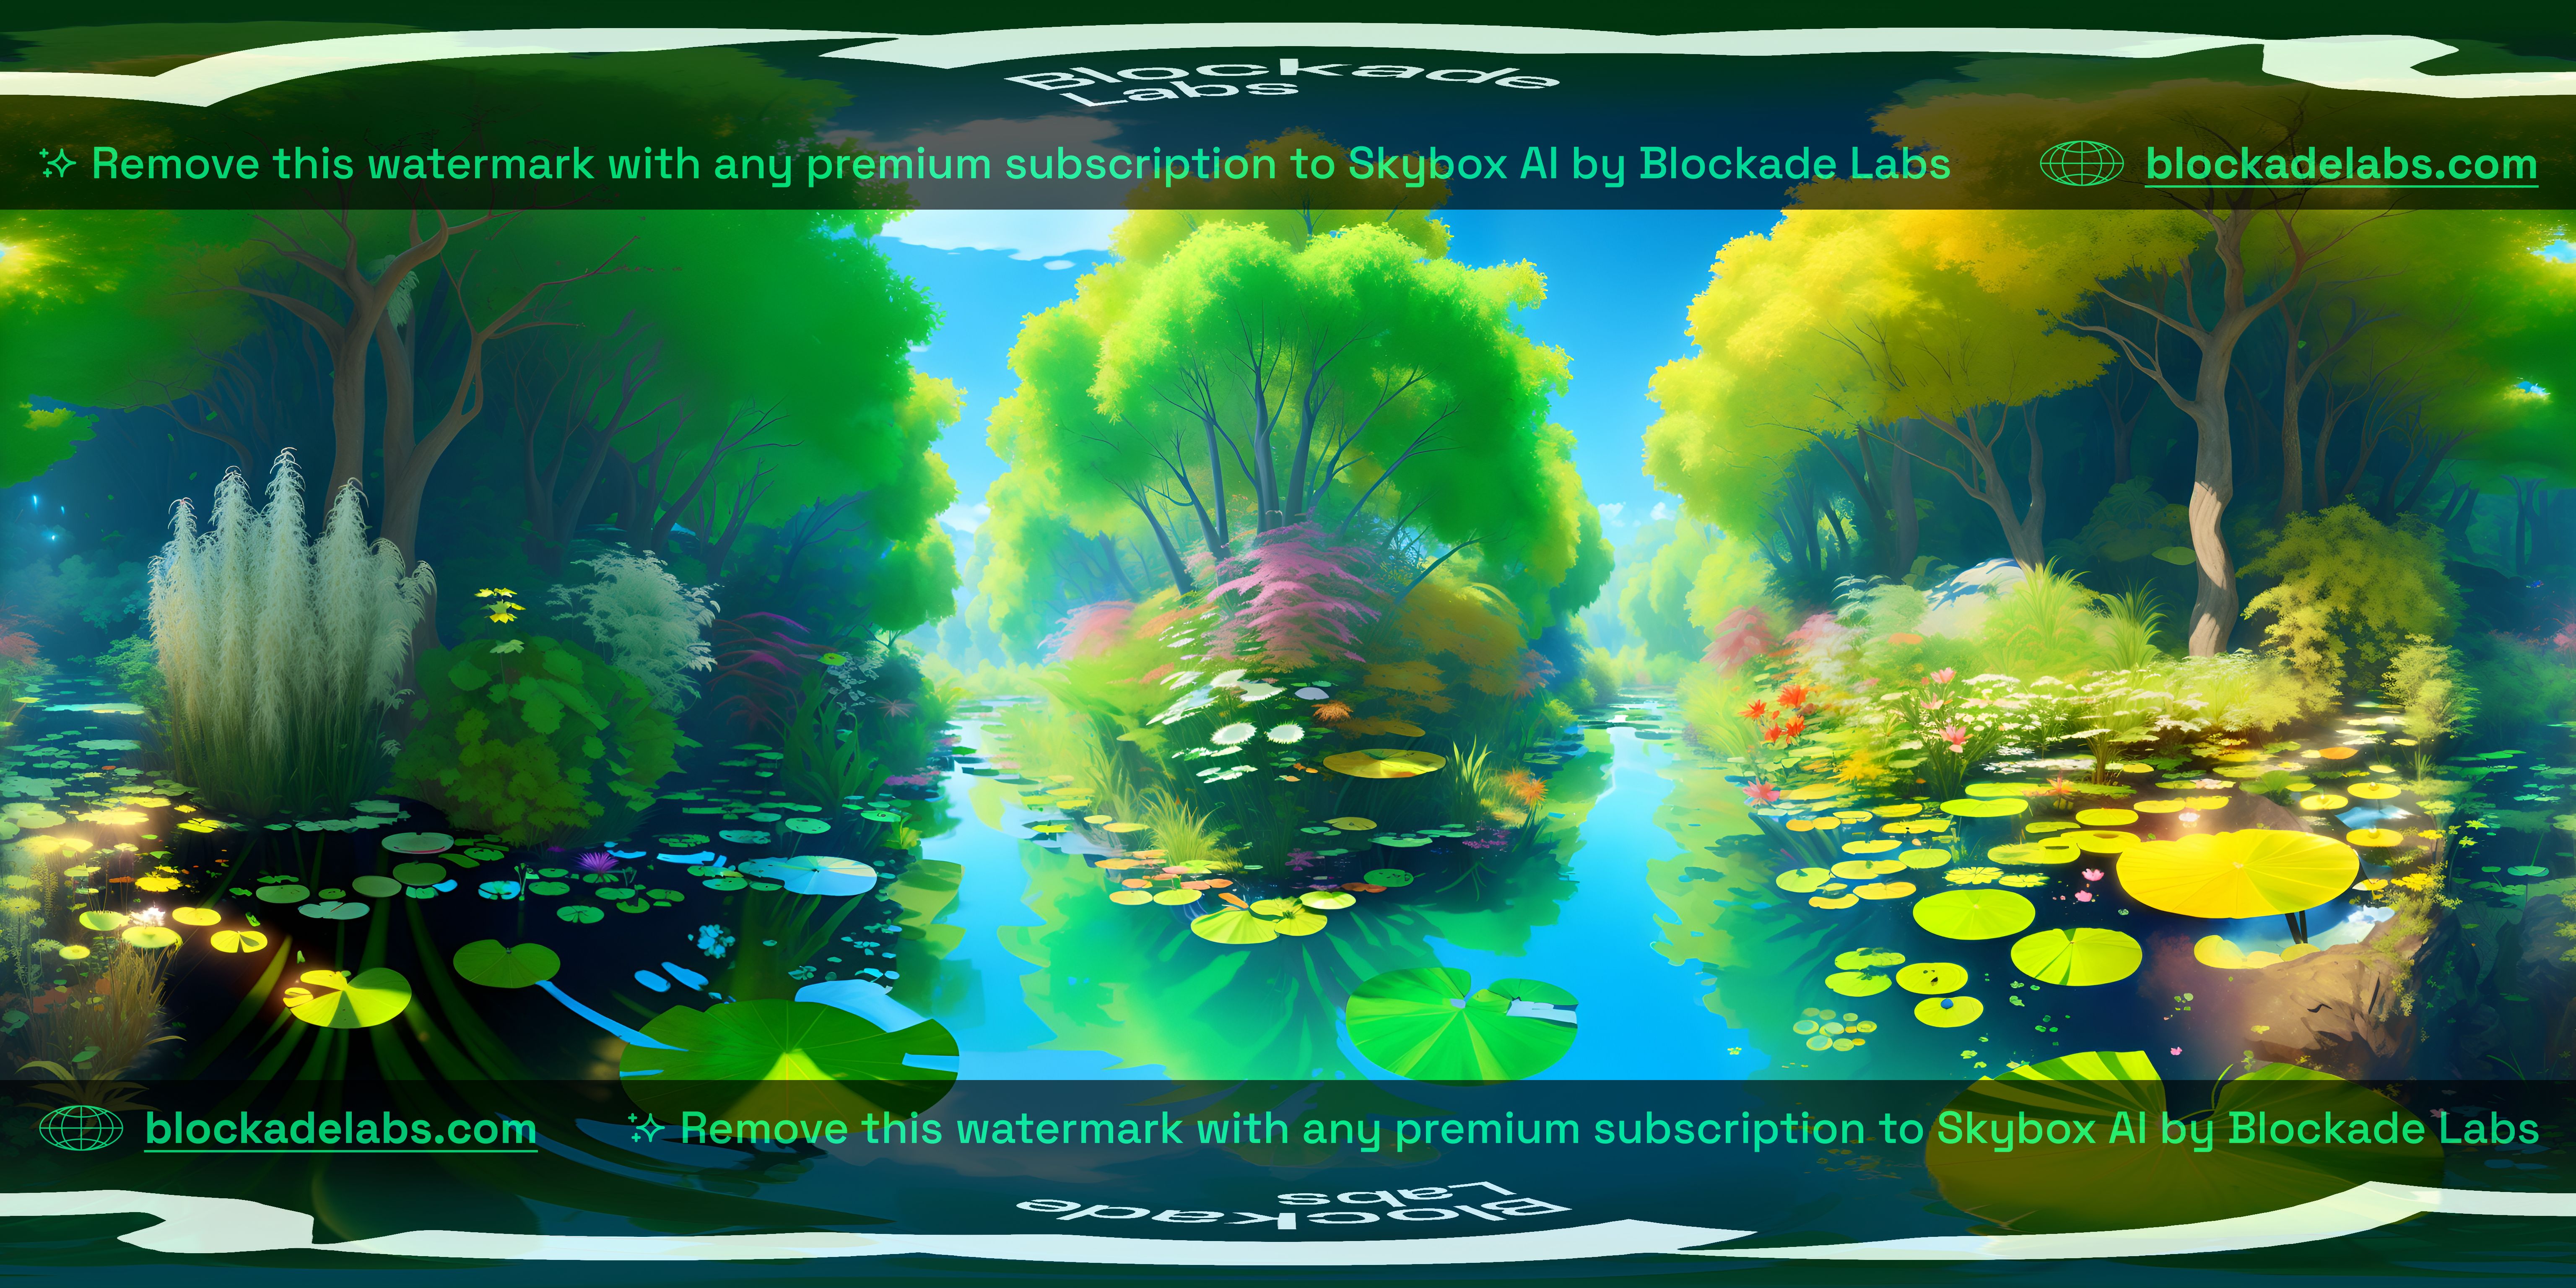 Blockade
Labs
Remove this watermark with any premium subscription to Skybox AI by Blockade Labs
blockadelabs.com
blockadelabs.com
Remove this watermark with any premium subscription to Skybox AI by Blockade Labs
Labs
Blockade